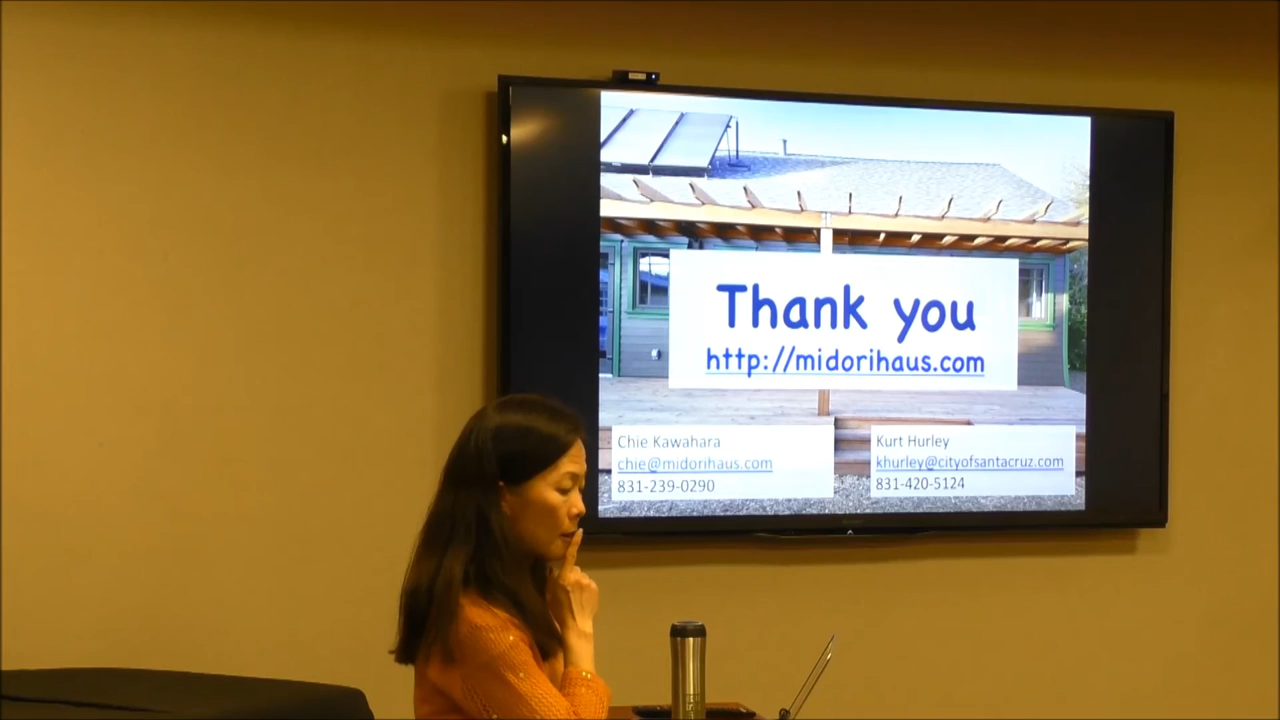 Thank you
http://midorihaus.com
Chie Kawahara
chie@midorihaus.com
831-239-0290
Kurt Hurley
khurley@cityofsantacruz.com
831-420-5124